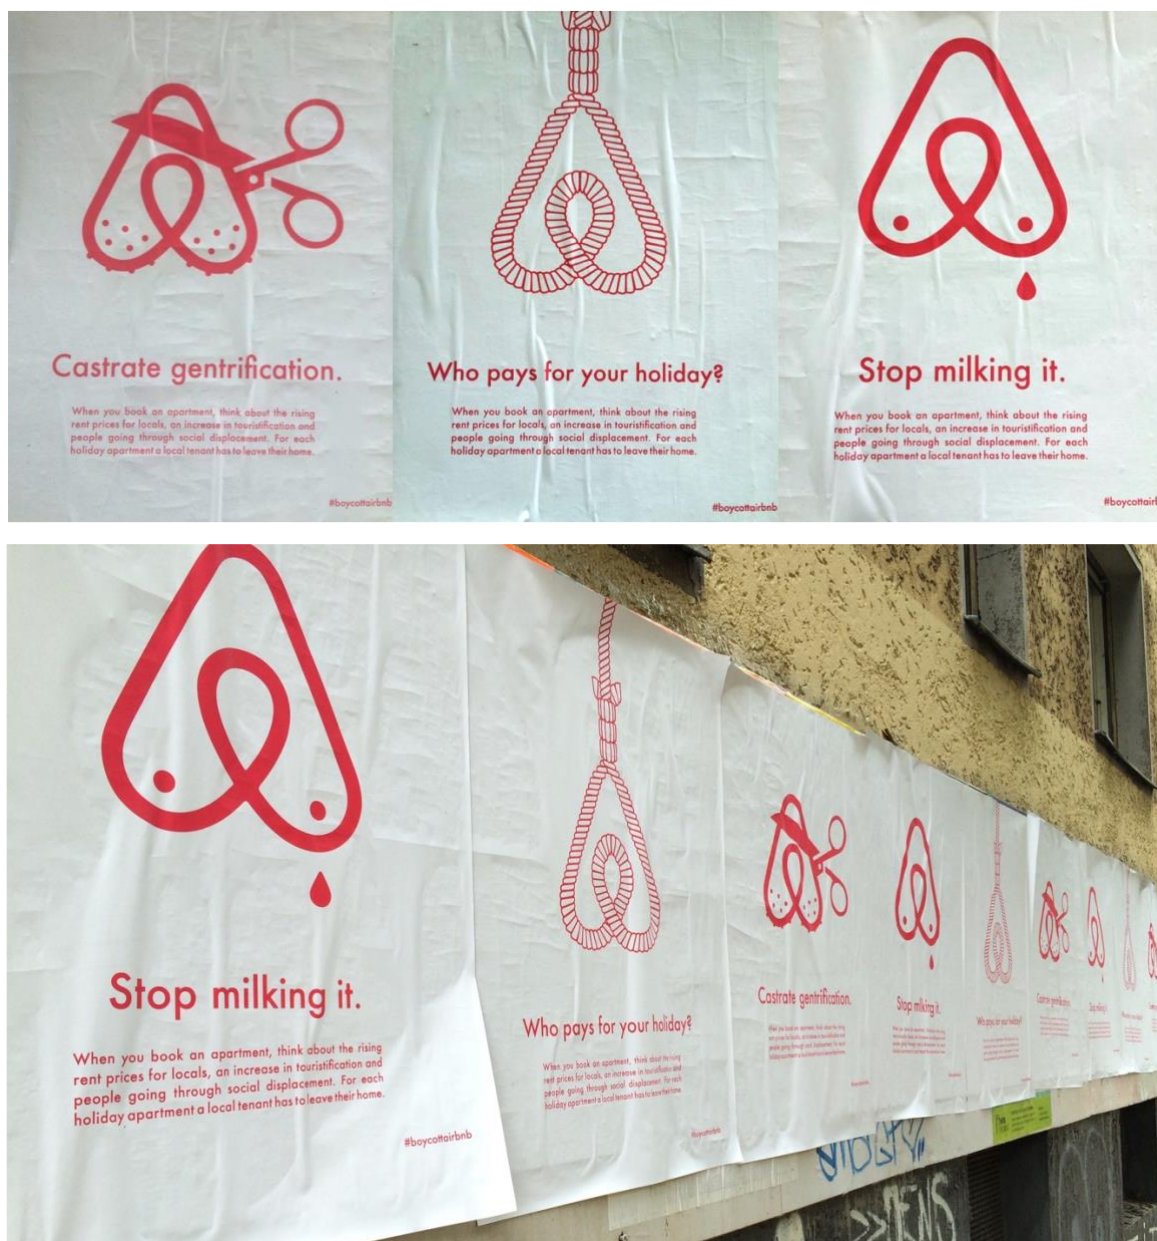 Castrate gentrification.
When you book an apartment, think about the rising
rent prices for locals, an increase in touristification and
people going through social displacement. For each
holiday apartment a local tenant has to leave their home.
#boycottairbnb
Who pays for your holiday?
When you book an apartment, think about the rising
rent prices for locals, an increase in touristification and
people going through social displacement. For each
holiday apartment a local tenant has to leave their home.
#boycottairbnb
Stop milking it.
When you book an apartment, think about the rising
rent prices for locals, an increase in touristification and
people going through social displacement. For each
holiday apartment a local tenant has to leave their home.
#boycottair
Stop milking it.
When you book an apartment, think about the rising
rent prices for locals, an increase in touristification and
people going through social displacement. For each
holiday apartment a local tenant has to leave their home.
#boycottairbnb
Who pays for your holiday?
When you book an apartment, think about the rising
rent prices for locals, an increase in touristification and
people going through social displacement. For each
holiday apartment a local tenant has to leave their home.
#boycottairbnb
Castrate gentrification.
Stop milking it.
Who pays for your holiday?
Castrate gentrification.
Stop milking it.